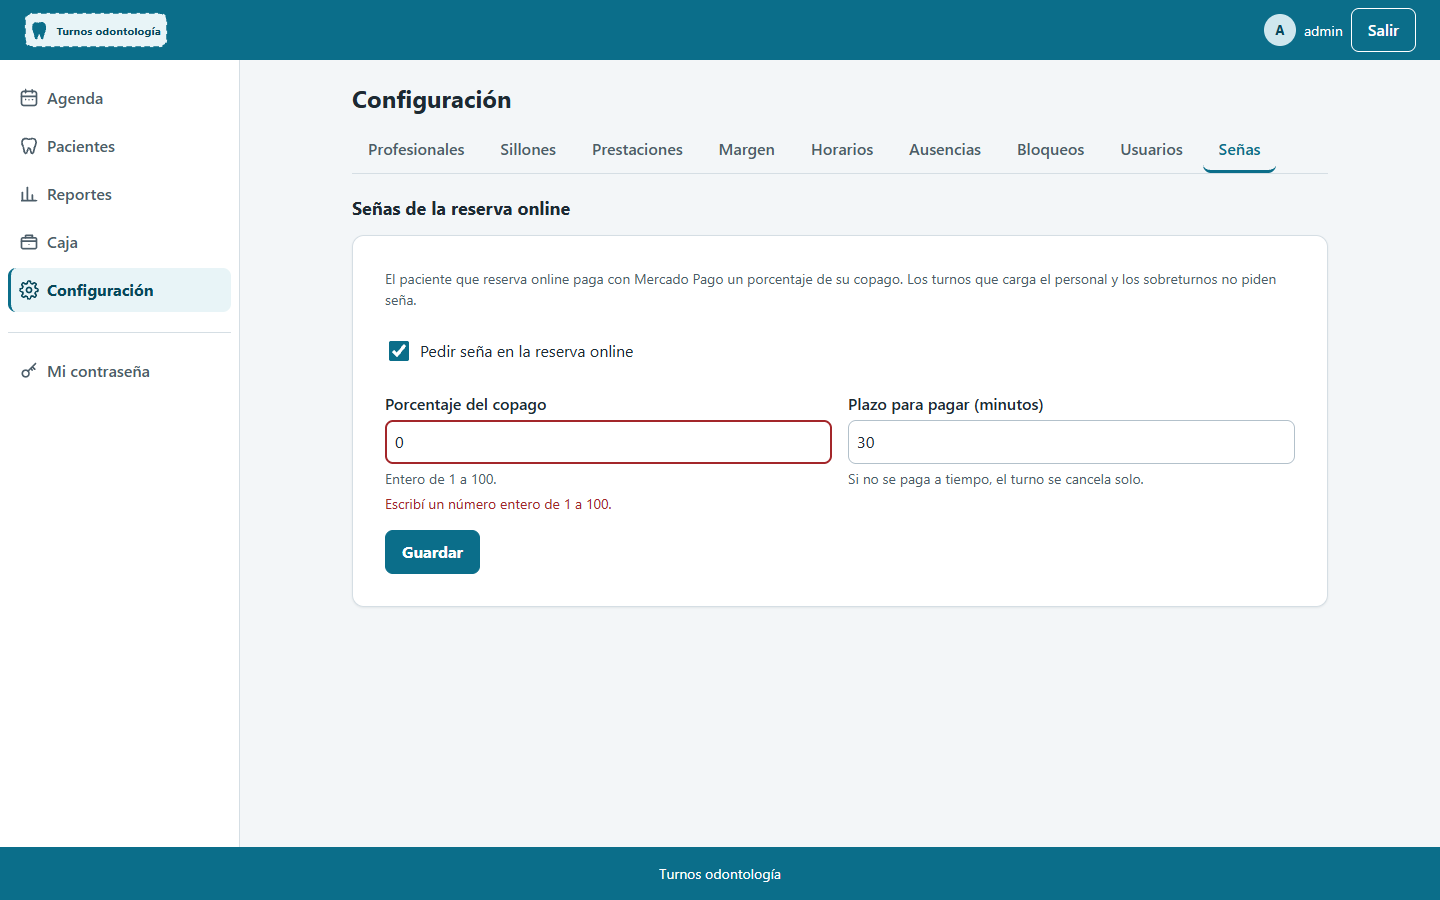 Turnos odontología
A
admin
Salir
Agenda
Pacientes
Reportes
Caja
Configuración
Mi contraseña
Configuración
Profesionales
Sillones
Prestaciones
Margen
Horarios
Ausencias
Bloqueos
Usuarios
Señas
Señas de la reserva online
El paciente que reserva online paga con Mercado Pago un porcentaje de su copago. Los turnos que carga el personal y los sobreturnos no piden
seña.
Pedir seña en la reserva online
Porcentaje del copago
0
Entero de 1 a 100.
Escribí un número entero de 1 a 100.
Plazo para pagar (minutos)
30
Si no se paga a tiempo, el turno se cancela solo.
Guardar
Turnos odontología